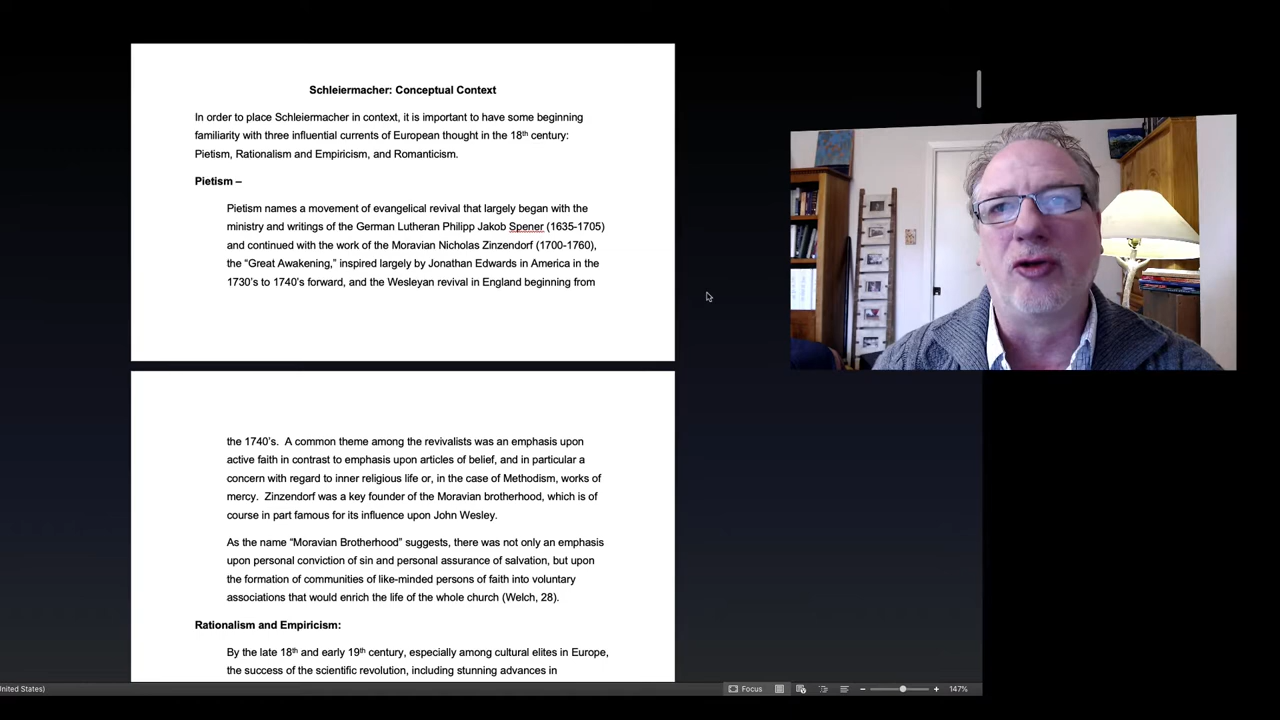 Schleiermacher: Conceptual Context
In order to place Schleiermacher in context, it is important to have some beginning
familiarity with three influential currents of European thought in the 18th century:
Pietism, Rationalism and Empiricism, and Romanticism.
Pietism –
Pietism names a movement of evangelical revival that largely began with the
ministry and writings of the German Lutheran Philipp Jakob Spener (1635-1705)
and continued with the work of the Moravian Nicholas Zinzendorf (1700-1760),
the “Great Awakening,” inspired largely by Jonathan Edwards in America in the
1730’s to 1740’s forward, and the Wesleyan revival in England beginning from
the 1740’s.  A common theme among the revivalists was an emphasis upon
active faith in contrast to emphasis upon articles of belief, and in particular a
concern with regard to inner religious life or, in the case of Methodism, works of
mercy.  Zinzendorf was a key founder of the Moravian brotherhood, which is of
course in part famous for its influence upon John Wesley.
As the name “Moravian Brotherhood” suggests, there was not only an emphasis
upon personal conviction of sin and personal assurance of salvation, but upon
the formation of communities of like-minded persons of faith into voluntary
associations that would enrich the life of the whole church (Welch, 28).
Rationalism and Empiricism:
By the late 18th and early 19th century, especially among cultural elites in Europe,
the success of the scientific revolution, including stunning advances in
United States)
Focus
147%